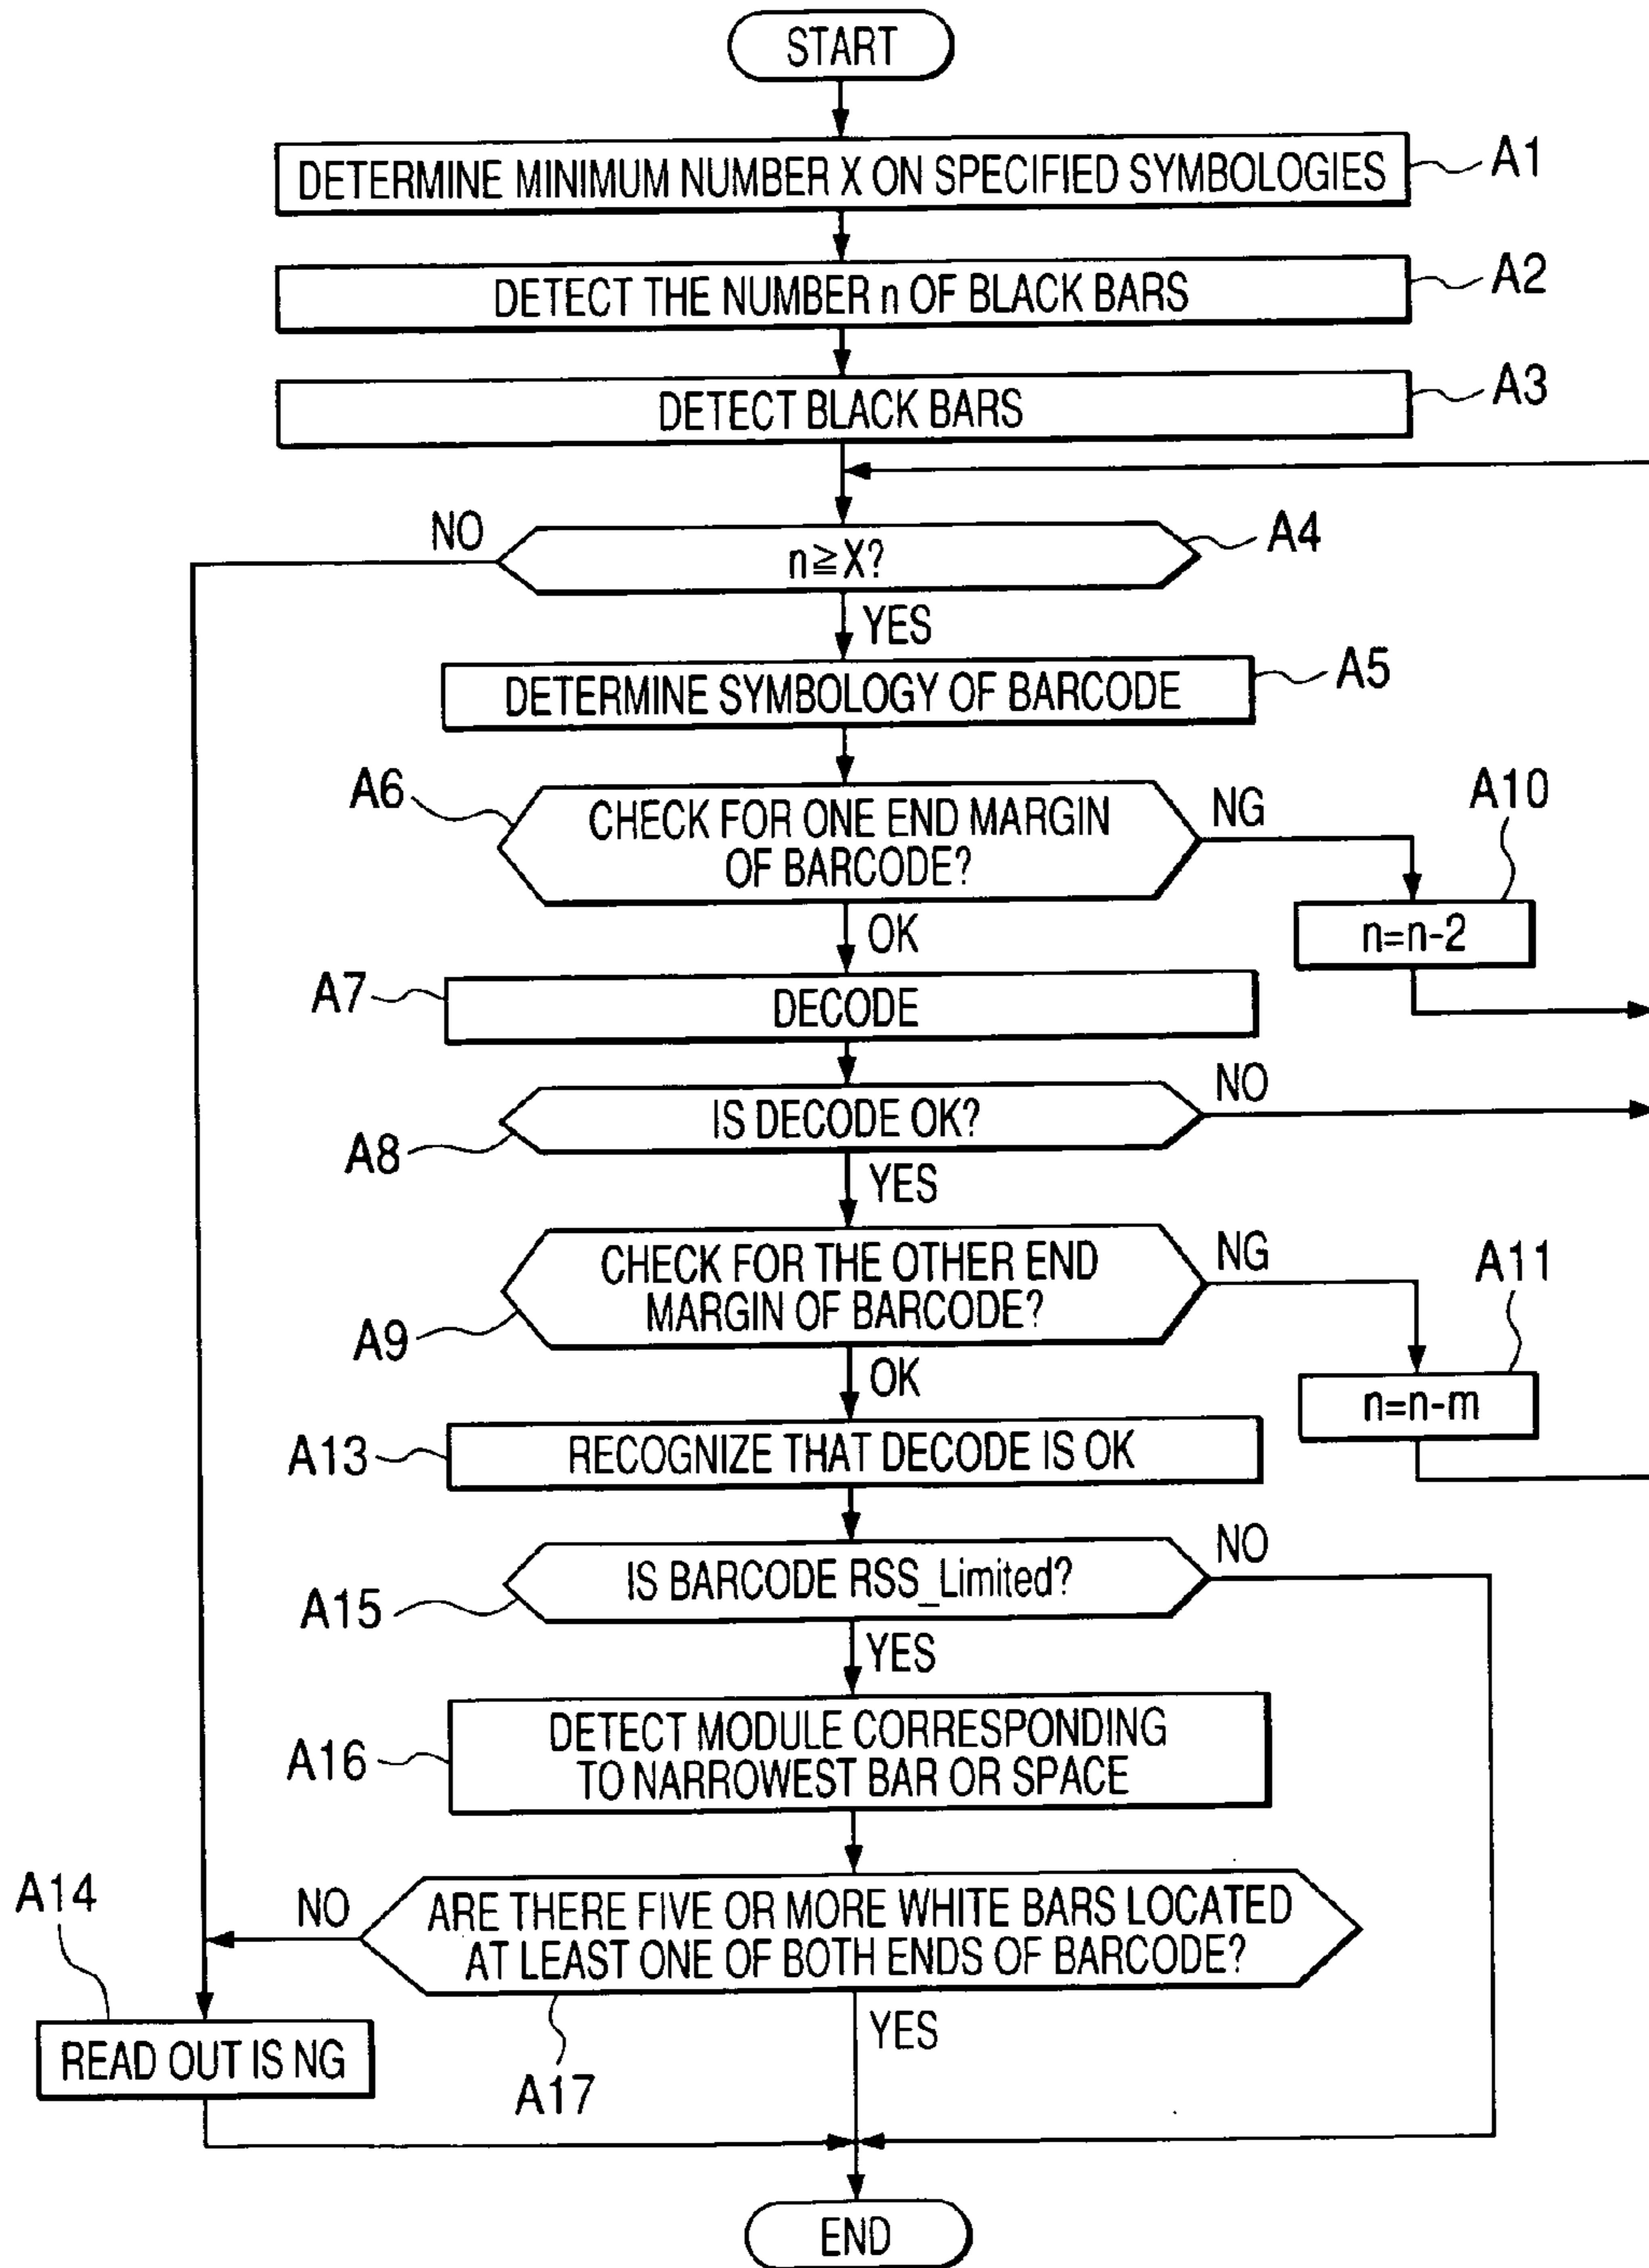 START
DETERMINE MINIMUM NUMBER X ON SPECIFIED SYMBOLOGIES
A1
DETECT THE NUMBER n OF BLACK BARS
A2
DETECT BLACK BARS
A3
NO
n≧X?
A4
YES
DETERMINE SYMBOLOGY OF BARCODE
A5
A6
CHECK FOR ONE END MARGIN
OF BARCODE?
NG
A10
n=n-2
OK
A7
DECODE
IS DECODE OK?
NO
A8
YES
CHECK FOR THE OTHER END
MARGIN OF BARCODE?
NG
A11
A9
n=n-m
OK
A13
RECOGNIZE THAT DECODE IS OK
IS BARCODE RSS_Limited?
NO
A15
YES
DETECT MODULE CORRESPONDING
TO NARROWEST BAR OR SPACE
A16
A14
NO
ARE THERE FIVE OR MORE WHITE BARS LOCATED
AT LEAST ONE OF BOTH ENDS OF BARCODE?
YES
READ OUT IS NG
A17
END